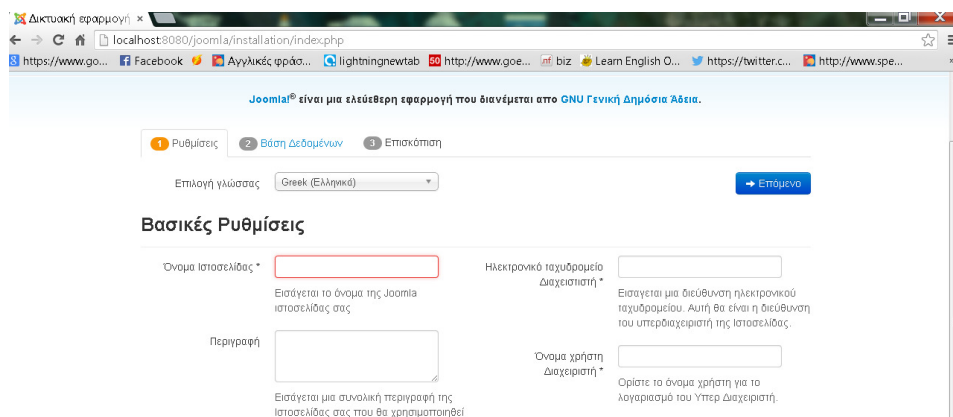 Δικτυακή εφαρμογή ×
localhost:8080/joomla/installation/index.php
https://www.go... Facebook Αγγλικές φράσ... lightningnewtab 50 http://www.goe... biz Learn English O... https://twitter.c... http://www.spe...
Joomla!® είναι μια ελεύεθερη εφαρμογή που διανέμεται απο GNU Γενική Δημόσια Άδεια.
1 Ρυθμίσεις 2 Βάση Δεδομένων 3 Επισκόπιση
Επιλογή γλώσσας Greek (Ελληνικά) Επόμενο
Βασικές Ρυθμίσεις
Όνομα Ιστοσελίδας *
Εισάγεται το όνομα της Joomla
ιστοσελίδας σας
Περιγραφή
Εισάγεται μια συνολική περιγραφή της
Ιστοσελίδας σας που θα χρησιμοποιηθεί
Ηλεκτρονικό ταχυδρομείο
Διαχειστιστή *
Εισαγεται μια διεύθυνση ηλεκτρονικού
ταχυδρομείου. Αυτή θα είναι η διεύθυνση
του υπερδιαχειριστή της Ιστοσελίδας.
Όνομα χρήστη
Διαχειριστή *
Ορίστε το όνομα χρήστη για το
λογαριασμό του Υπερ Διαχειριστή.